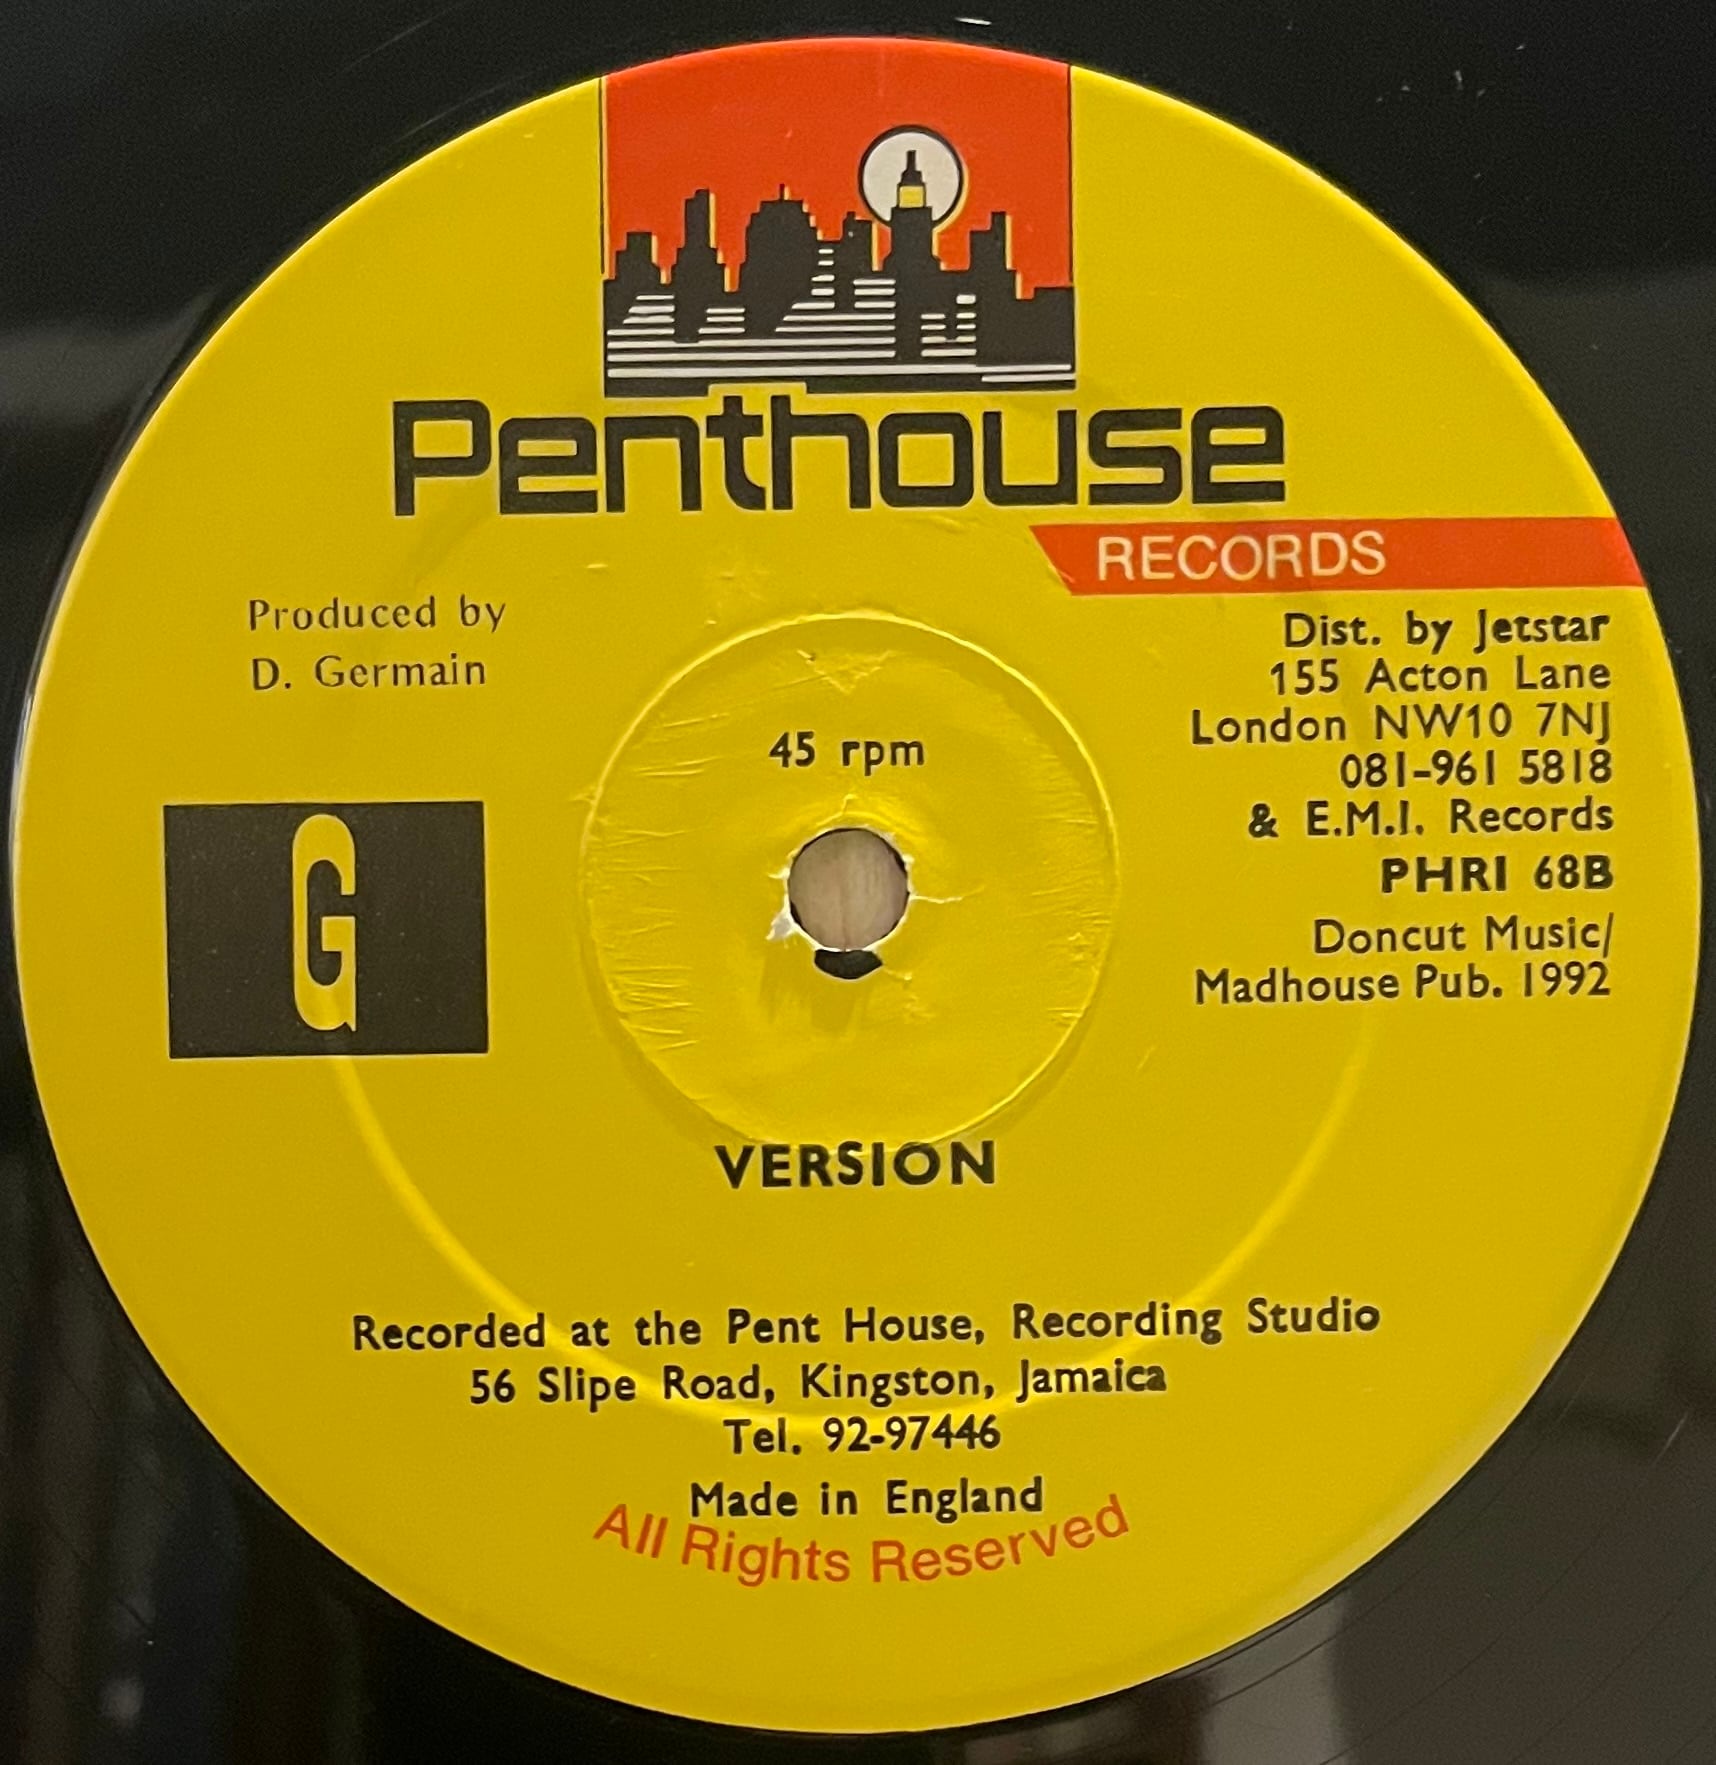 Penthouse
RECORDS
Produced by
D. Germain
Dist. by Jetstar
155 Acton Lane
London NW10 7NJ
081-961 5818
& E.M.I. Records
PHRI 68B
Doncut Music/
Madhouse Pub. 1992
45 rpm
G
VERSION
Recorded at the Pent House, Recording Studio
56 Slipe Road, Kingston, Jamaica
Tel. 92-97446
Made in England
All Rights Reserved